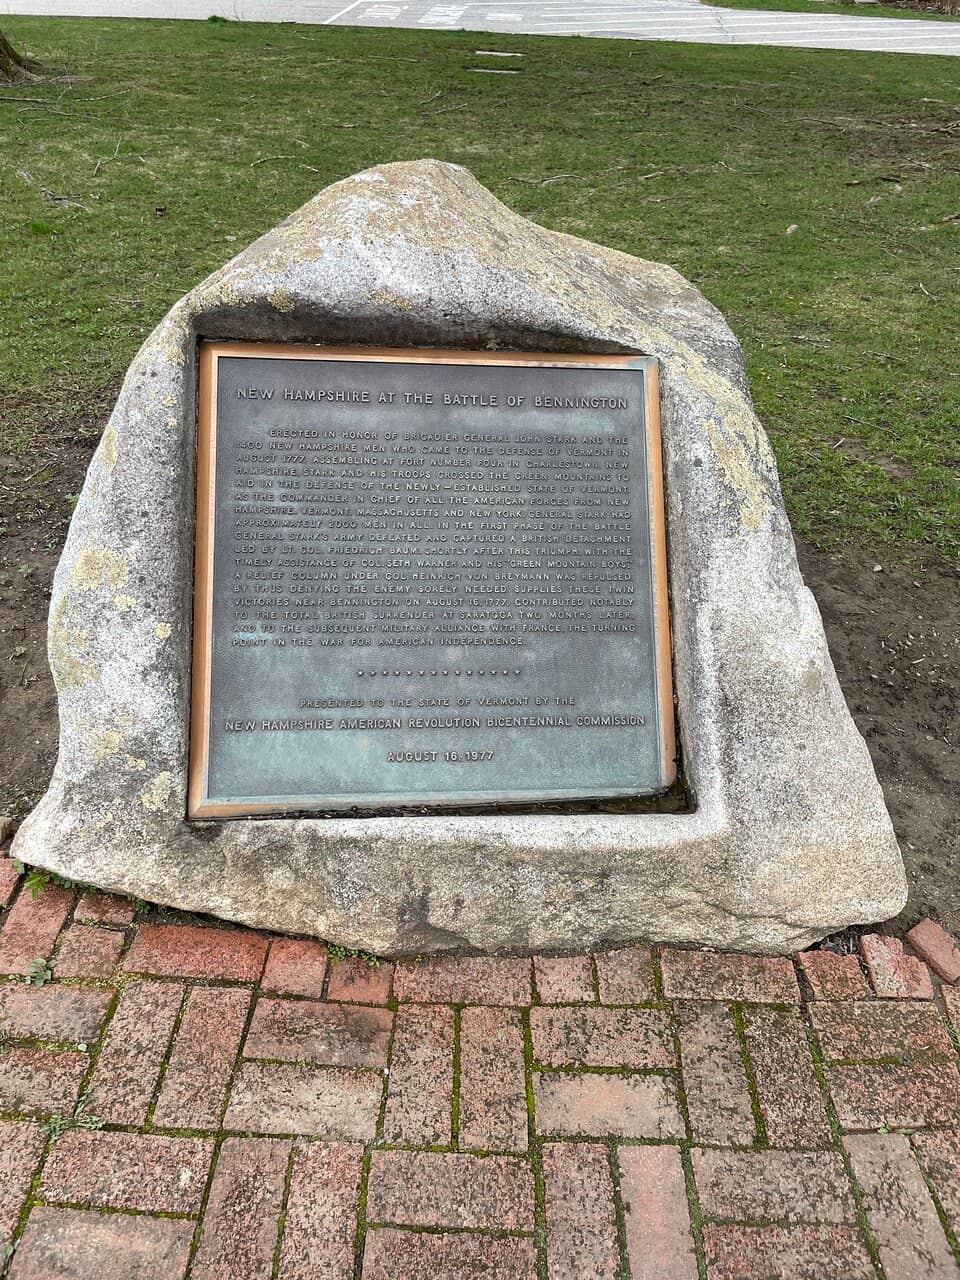 NEW HAMPSHIRE AT THE BATTLE OF BENNINGTON
ERECTED IN HONOR OF BRIGADIER GENERAL JOHN STARK AND THE
1400 NEW HAMPSHIRE MEN WHO CAME TO THE DEFENSE OF VERMONT IN
AUGUST 1777. ASSEMBLING AT FORT NUMBER FOUR IN CHARLESTOWN, NEW
HAMPSHIRE, STARK AND HIS TROOPS CROSSED THE GREEN MOUNTAINS TO
AID IN THE DEFENSE OF THE NEWLY-ESTABLISHED STATE OF VERMONT.
AS THE COMMANDER IN CHIEF OF ALL THE AMERICAN FORCES FROM NEW
HAMPSHIRE, VERMONT, MASSACHUSETTS AND NEW YORK, GENERAL STARK HAD
APPROXIMATELY 2000 MEN IN ALL. IN THE FIRST PHASE OF THE BATTLE
GENERAL STARK'S ARMY DEFEATED AND CAPTURED A BRITISH DETACHMENT
LED BY LT. COL. FRIEDRICH BAUM. SHORTLY AFTER THIS TRIUMPH, WITH THE
TIMELY ASSISTANCE OF COL. SETH WARNER AND HIS "GREEN MOUNTAIN BOYS,"
A RELIEF COLUMN UNDER COL. HEINRICH VON BREYMANN WAS REPULSED.
BY THUS DENYING THE ENEMY SORELY NEEDED SUPPLIES THESE TWIN
VICTORIES NEAR BENNINGTON ON AUGUST 16, 1777, CONTRIBUTED NOTABLY
TO THE TOTAL BRITISH SURRENDER AT SARATOGA TWO MONTHS LATER,
AND TO THE SUBSEQUENT MILITARY ALLIANCE WITH FRANCE, THE TURNING
POINT IN THE WAR FOR AMERICAN INDEPENDENCE.
PRESENTED TO THE STATE OF VERMONT BY THE
NEW HAMPSHIRE AMERICAN REVOLUTION BICENTENNIAL COMMISSION
AUGUST 16, 1977